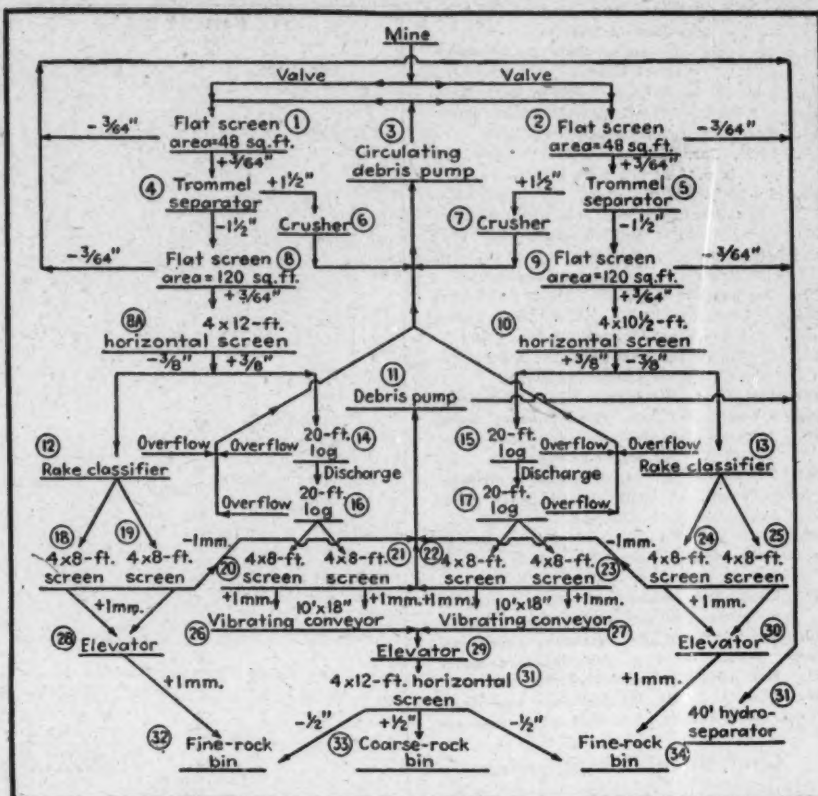 Mine
Valve Valve
① ②
-3/64" Flat screen ③ Flat screen -3/64"
area=48 sq.ft. Circulating area=48 sq.ft.
+3/64" debris pump +3/64"
④ Trommel +1½" +1½" Trommel ⑤
separator separator
-1½" Crusher ⑥ ⑦ Crusher -1½"
-3/64" Flat screen ⑧ ⑨ Flat screen -3/64"
area=120 sq.ft. area=120 sq.ft.
+3/64" +3/64"
8A 4x12-ft. ⑩ 4x10½-ft.
horizontal screen horizontal screen
-3/8" +3/8" ⑪ +3/8" -3/8"
Debris pump
⑫ Overflow Overflow 20-ft. ⑭ ⑮ 20-ft. Overflow Overflow ⑬
Rake classifier log log Rake classifier
Discharge Discharge
Overflow 20-ft. ⑯ ⑰ 20-ft. Overflow
log log
⑱ ⑲ -1mm. -1mm. ㉔ ㉕
4x8-ft. 4x8-ft. ⑳ 4x8-ft. 4x8-ft. ㉑ ㉒ 4x8-ft. 4x8-ft. ㉓ 4x8-ft. 4x8-ft.
screen screen screen screen screen screen
+1mm. +1mm. +1mm. +1mm. +1mm. +1mm.
10'x18" 10'x18"
㉖ Vibrating conveyor Vibrating conveyor ㉗
㉘ Elevator Elevator ㉙ Elevator ㉚
+1mm. 4x12-ft. horizontal ㉛ +1mm.
screen ㉛
-½" +½" -½" 40' hydro-
separator
㉜ Fine-rock ㉝ Coarse-rock Fine-rock ㉞
bin bin bin